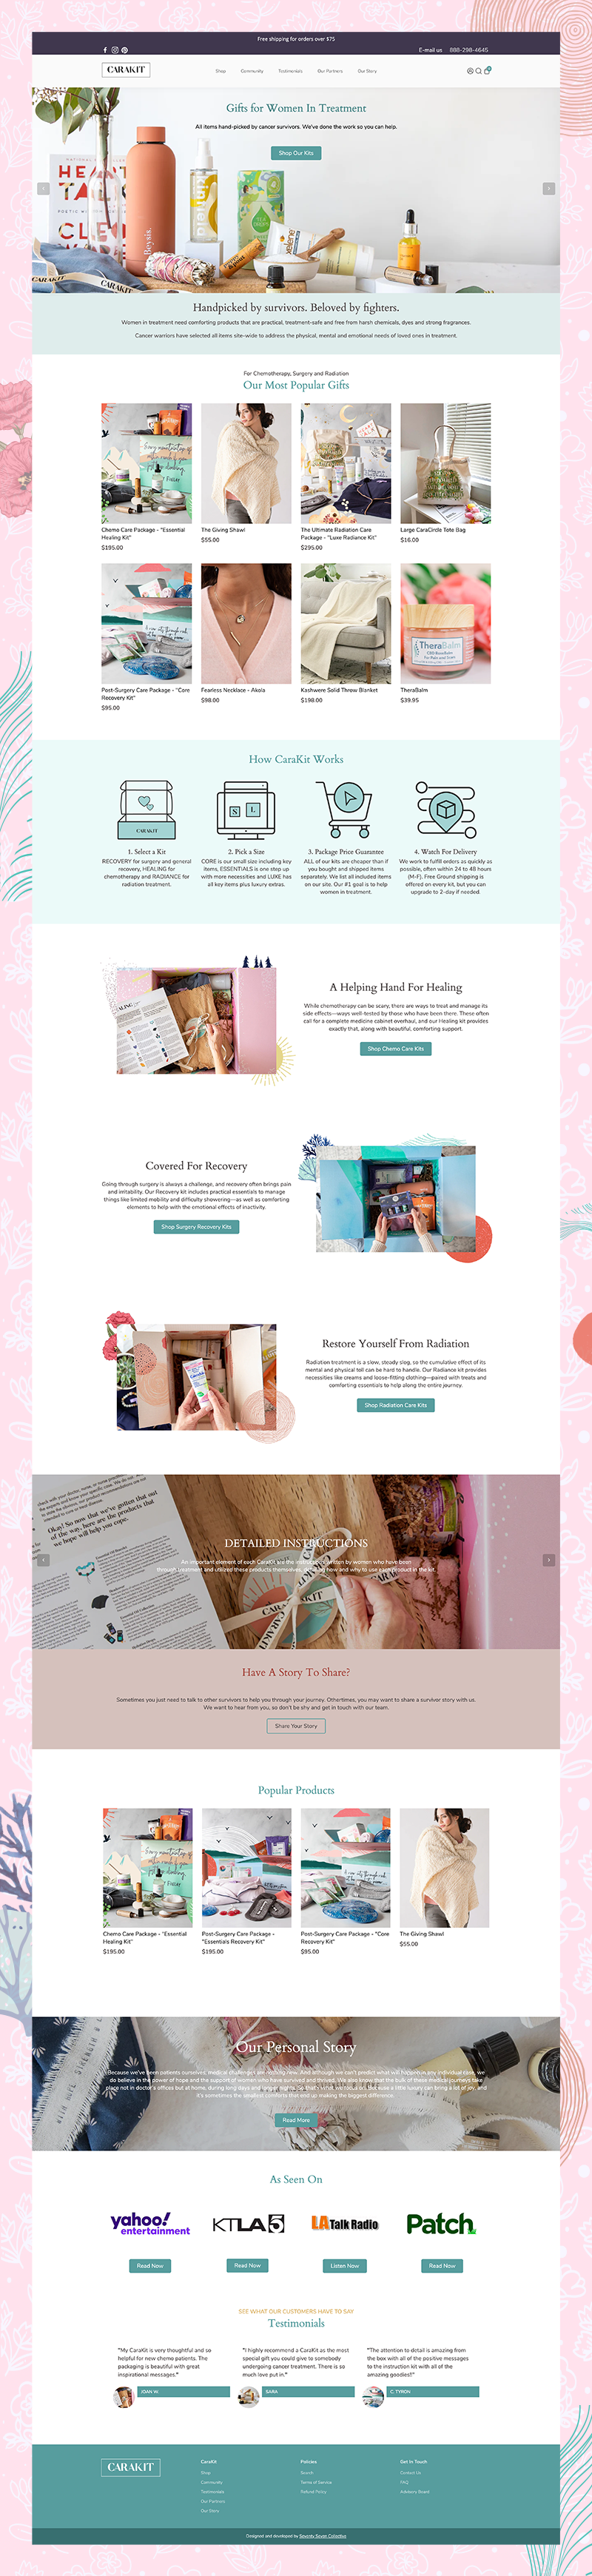 Free shipping for orders over $75
E-mail us 888-298-4645
CARAKIT
Shop Community Testimonials Our Partners Our Story
Gifts for Women In Treatment
All items hand-picked by cancer survivors. We've done the work so you can help.
Shop Our Kits
Handpicked by survivors. Beloved by fighters.
Women in treatment need comforting products that are practical, treatment-safe and free from harsh chemicals, dyes and strong fragrances.
Cancer warriors have selected all items site-wide to address the physical, mental and emotional needs of loved ones in treatment.
For Chemotherapy, Surgery and Radiation
Our Most Popular Gifts
Chemo Care Package - "Essential
Healing Kit"
$195.00
The Giving Shawl
$55.00
The Ultimate Radiation Care
Package - "Luxe Radiance Kit"
$295.00
Large CaraCircle Tote Bag
$16.00
TheraBalm
Post-Surgery Care Package - "Core
Recovery Kit"
$95.00
Fearless Necklace - Akola
$98.00
Kashwere Solid Throw Blanket
$198.00
TheraBalm
$39.95
How CaraKit Works
CARAKIT
S L
1. Select a Kit
RECOVERY for surgery and general
recovery, HEALING for
chemotherapy and RADIANCE for
radiation treatment.
2. Pick a Size
CORE is our small size including key
items, ESSENTIALS is one step up
with more necessities and LUXE has
all key items plus luxury extras.
3. Package Price Guarantee
ALL of our kits are cheaper than if
you bought and shipped items
separately. We list all included items
on our site. Our #1 goal is to help
women in treatment.
4. Watch For Delivery
We work to fulfill orders as quickly as
possible, often within 24 to 48 hours
(M-F). Free Ground shipping is
offered on every kit, but you can
upgrade to 2-day if needed.
A Helping Hand For Healing
While chemotherapy can be scary, there are ways to treat and manage its
side effects—ways well-tested by those who have been there. These often
call for a complete medicine cabinet overhaul, and our Healing kit provides
exactly that, along with beautiful, comforting support.
Shop Chemo Care Kits
Covered For Recovery
Going through surgery is always a challenge, and recovery often brings pain
and irritability. Our Recovery kit includes practical essentials to manage
things like limited mobility and difficulty showering—as well as comforting
elements to help with the emotional effects of inactivity.
Shop Surgery Recovery Kits
Restore Yourself From Radiation
Radiation treatment is a slow, steady slog, so the cumulative effect of its
mental and physical toll can be hard to handle. Our Radiance kit provides
necessities like creams and loose-fitting clothing—paired with treats and
comforting essentials to help along the entire journey.
Shop Radiation Care Kits
Okay! So now that we've gotten that out
of the way, here are the products that
we hope will help you cope.
DETAILED INSTRUCTIONS
An important element of each CaraKit are the instructions written by women who have been
through treatment and utilized these products themselves, detailing how and why to use each product in the kit.
Have A Story To Share?
Sometimes you just need to talk to other survivors to help you through your journey. Othertimes, you may want to share a survivor story with us.
We want to hear from you, so don't be shy and get in touch with our team.
Share Your Story
Popular Products
Chemo Care Package - "Essential
Healing Kit"
$195.00
Post-Surgery Care Package -
"Essentials Recovery Kit"
$195.00
Post-Surgery Care Package - "Core
Recovery Kit"
$95.00
The Giving Shawl
$55.00
Our Personal Story
Because we've been patients ourselves, medical challenges are nothing new. And although we can't predict what will happen in any individual case, we
do believe in the power of hope and the support of women who have survived and thrived. We also know that the bulk of these medical journeys take
place not in doctor's offices but at home, during long days and longer nights.
it's sometimes the smallest comforts that end up making the biggest difference.
Read More
As Seen On
yahoo!
entertainment
KTLA 5
LA Talk Radio
Patch
Read Now
Read Now
Listen Now
Read Now
SEE WHAT OUR CUSTOMERS HAVE TO SAY
Testimonials
"My CaraKit is very thoughtful and so
helpful for new chemo patients. The
packaging is beautiful with great
inspirational messages."
JOAN W.
"I highly recommend a CaraKit as the most
special gift you could give to somebody
undergoing cancer treatment. There is so
much love put in."
SARA
"The attention to detail is amazing from
the box with all of the positive messages
to the instruction kit with all of the
amazing goodies!!"
C. TYRON
CARAKIT
CaraKit
Shop
Community
Testimonials
Our Partners
Our Story
Policies
Search
Terms of Service
Refund Policy
Get In Touch
Contact Us
FAQ
Advisory Board
Designed and developed by Seventy Seven Collective